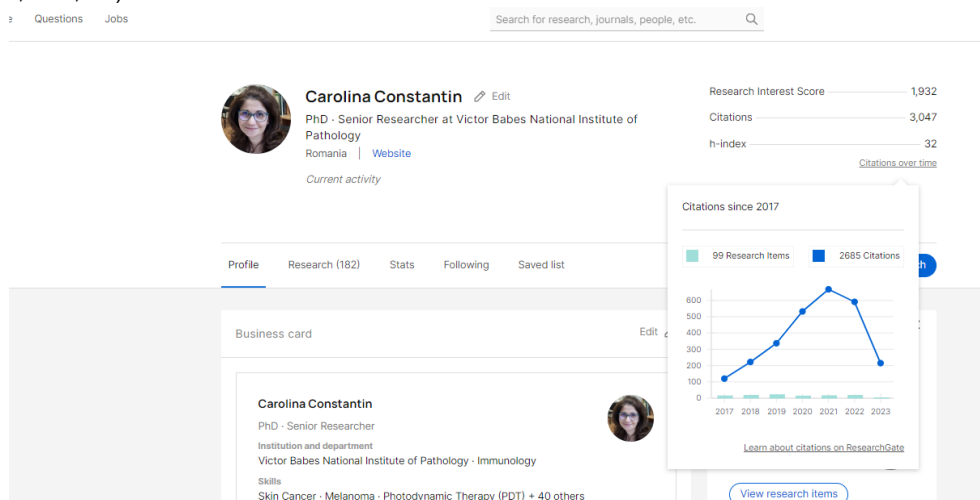 Questions Jobs
Search for research, journals, people, etc.
Carolina Constantin Edit
PhD · Senior Researcher at Victor Babes National Institute of
Pathology
Romania | Website
Current activity
Research Interest Score 1,932
Citations 3,047
h-index 32
Citations over time
Citations since 2017
99 Research Items 2685 Citations
600
500
400
300
200
100
0
2017 2018 2019 2020 2021 2022 2023
Learn about citations on ResearchGate
Profile Research (182) Stats Following Saved list
Business card Edit
Carolina Constantin
PhD · Senior Researcher
Institution and department
Victor Babes National Institute of Pathology · Immunology
Skills
Skin Cancer · Melanoma · Photodynamic Therapy (PDT) + 40 others
View research items